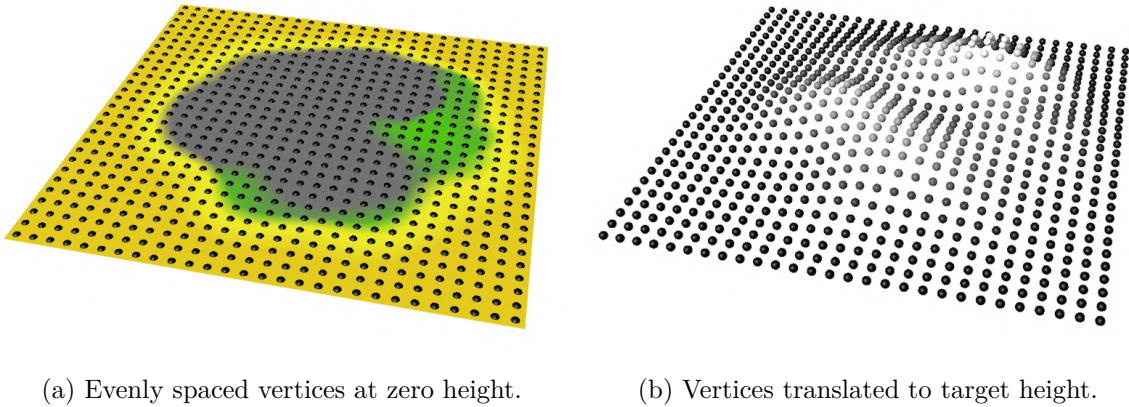 (a) Evenly spaced vertices at zero height.
(b) Vertices translated to target height.